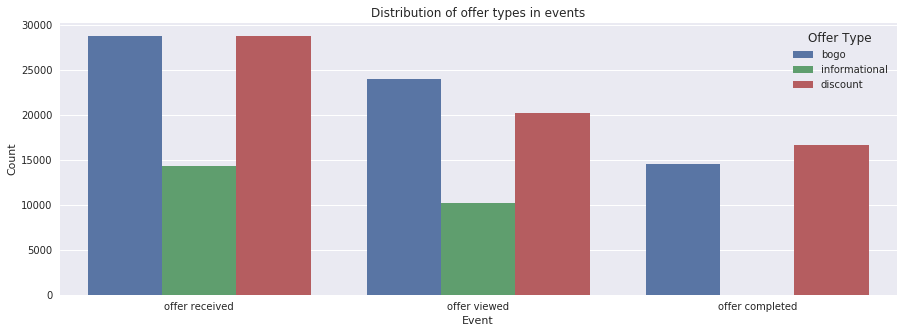 Distribution of offer types in events
Offer Type
bogo
informational
discount
Count
30000
25000
20000
15000
10000
5000
0
offer received
offer viewed
offer completed
Event